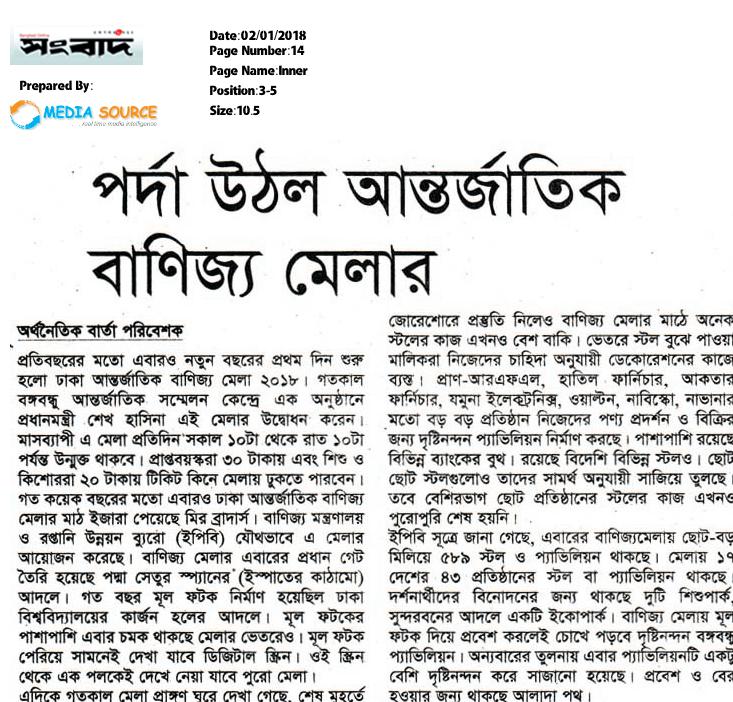 সংবাদ
Prepared By:
MEDIA SOURCE
real time media intelligence
Date:02/01/2018
Page Number:14
Page Name:Inner
Position:3-5
Size:10.5
পর্দা উঠল আন্তর্জাতিক
বাণিজ্য মেলার
অর্থনৈতিক বার্তা পরিবেশক
প্রতিবছরের মতো এবারও নতুন বছরের প্রথম দিন শুরু
হলো ঢাকা আন্তর্জাতিক বাণিজ্য মেলা ২০১৮। গতকাল
বঙ্গবন্ধু আন্তর্জাতিক সম্মেলন কেন্দ্রে এক অনুষ্ঠানে
প্রধানমন্ত্রী শেখ হাসিনা এই মেলার উদ্বোধন করেন।
মাসব্যাপী এ মেলা প্রতিদিন সকাল ১০টা থেকে রাত ১০টা
পর্যন্ত উন্মুক্ত থাকবে। প্রাপ্তবয়স্করা ৩০ টাকায় এবং শিশু ও
কিশোররা ২০ টাকায় টিকিট কিনে মেলায় ঢুকতে পারবেন।
গত কয়েক বছরের মতো এবারও ঢাকা আন্তর্জাতিক বাণিজ্য
মেলার মাঠ ইজারা পেয়েছে মির ব্রাদার্স। বাণিজ্য মন্ত্রণালয়
ও রপ্তানি উন্নয়ন ব্যুরো (ইপিবি) যৌথভাবে এ মেলার
আয়োজন করেছে। বাণিজ্য মেলার এবারের প্রধান গেট
তৈরি হয়েছে পদ্মা সেতুর স্প্যানের (ইস্পাতের কাঠামো)
আদলে। গত বছর মূল ফটক নির্মাণ হয়েছিল ঢাকা
বিশ্ববিদ্যালয়ের কার্জন হলের আদলে। মূল ফটকের
পাশাপাশি এবার চমক থাকছে মেলার ভেতরেও। মূল ফটক
পেরিয়ে সামনেই দেখা যাবে ডিজিটাল স্ক্রিন। ওই স্ক্রিন
থেকে এক পলকেই দেখে নেয়া যাবে পুরো মেলা।
এদিকে গতকাল মেলা প্রাঙ্গণ ঘুরে দেখা গেছে, শেষ মুহূর্তে
জোরেশোরে প্রস্তুতি নিলেও বাণিজ্য মেলার মাঠে অনেক
স্টলের কাজ এখনও বেশ বাকি। ভেতরে স্টল বুঝে পাওয়া
মালিকরা নিজেদের চাহিদা অনুযায়ী ডেকোরেশনের কাজে
ব্যস্ত। প্রাণ-আরএফএল, হাতিল ফার্নিচার, আকতার
ফার্নিচার, যমুনা ইলেকট্রনিক্স, ওয়ালটন, নাবিস্কো, নাভানার
মতো বড় বড় প্রতিষ্ঠান নিজেদের পণ্য প্রদর্শন ও বিক্রির
জন্য দৃষ্টিনন্দন প্যাভিলিয়ন নির্মাণ করছে। পাশাপাশি রয়েছে
বিভিন্ন ব্যাংকের বুথ। রয়েছে বিদেশি বিভিন্ন স্টলও। ছোট
ছোট স্টলগুলোও তাদের সামর্থ অনুযায়ী সাজিয়ে তুলছে।
তবে বেশিরভাগ ছোট প্রতিষ্ঠানের স্টলের কাজ এখনও
পুরোপুরি শেষ হয়নি।
ইপিবি সূত্রে জানা গেছে, এবারের বাণিজ্যমেলায় ছোট-বড়
মিলিয়ে ৫৮৯ স্টল ও প্যাভিলিয়ন থাকছে। মেলায় ১৭
দেশের ৪৩ প্রতিষ্ঠানের স্টল বা প্যাভিলিয়ন থাকছে।
দর্শনার্থীদের বিনোদনের জন্য থাকছে দুটি শিশুপার্ক,
সুন্দরবনের আদলে একটি ইকোপার্ক। বাণিজ্য মেলায় মূল
ফটক দিয়ে প্রবেশ করলেই চোখে পড়বে দৃষ্টিনন্দন বঙ্গবন্ধু
প্যাভিলিয়ন। অন্যবারের তুলনায় এবার প্যাভিলিয়নটি একটু
বেশি দৃষ্টিনন্দন করে সাজানো হয়েছে। প্রবেশ ও বের
হওয়ার জন্য থাকছে আলাদা পথ।